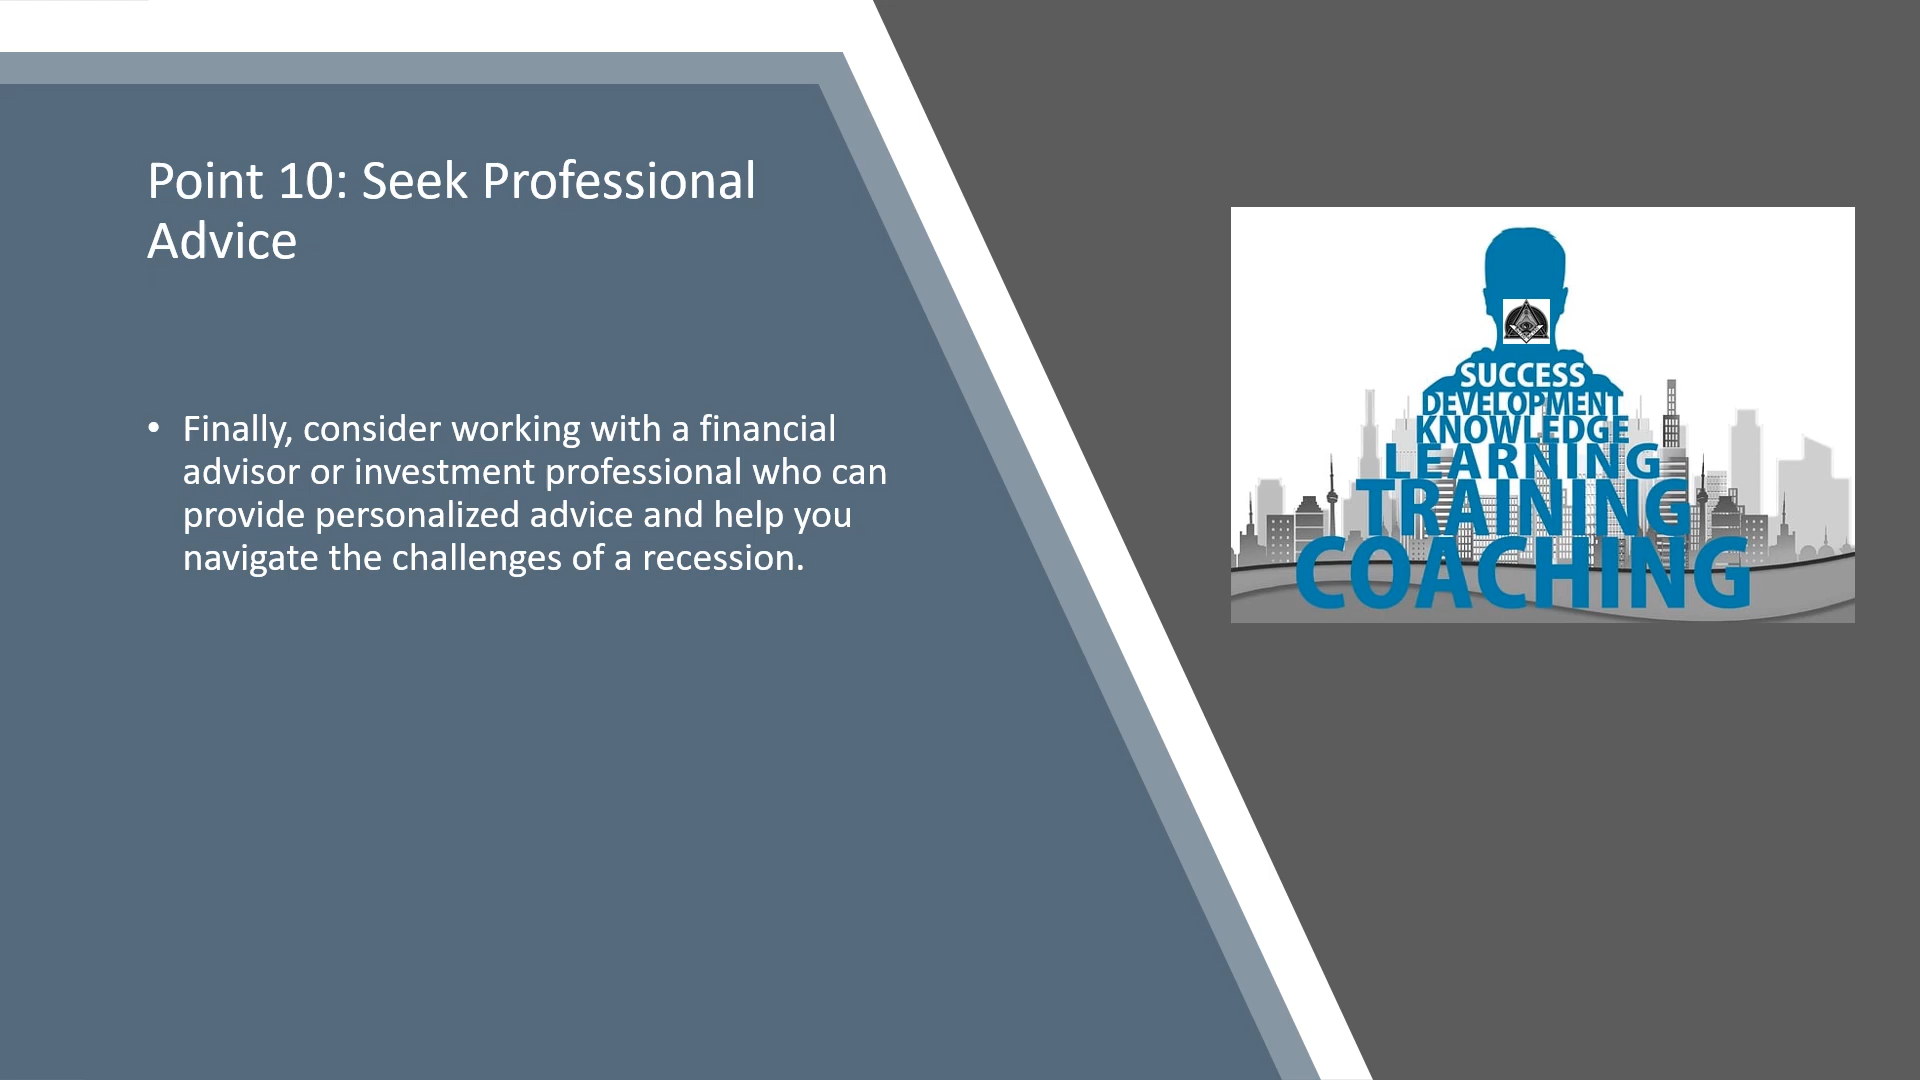 Point 10: Seek Professional
Advice
• Finally, consider working with a financial
advisor or investment professional who can
provide personalized advice and help you
navigate the challenges of a recession.
SUCCESS
DEVELOPMENT
KNOWLEDGE
LEARNING
TRAINING
COACHING